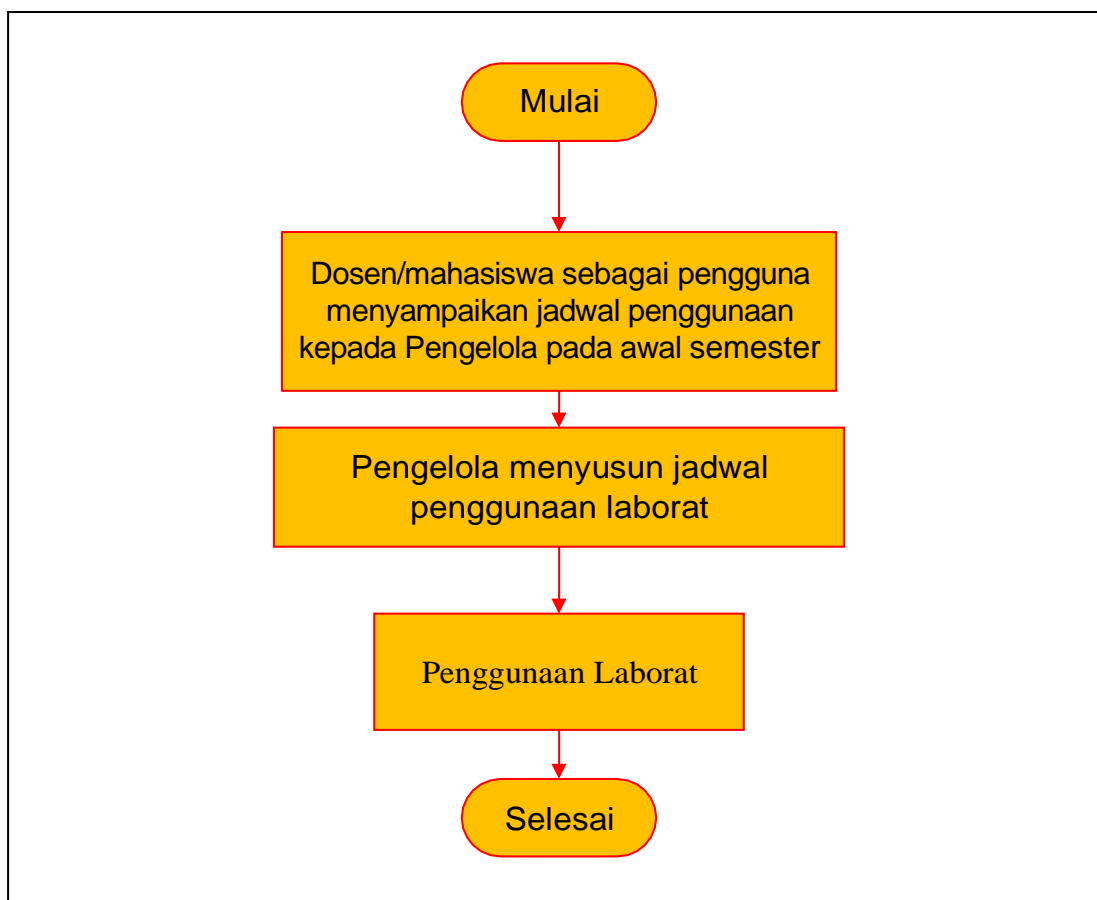 Mulai
Dosen/mahasiswa sebagai pengguna
menyampaikan jadwal penggunaan
kepada Pengelola pada awal semester
Pengelola menyusun jadwal
penggunaan laborat
Penggunaan Laborat
Selesai